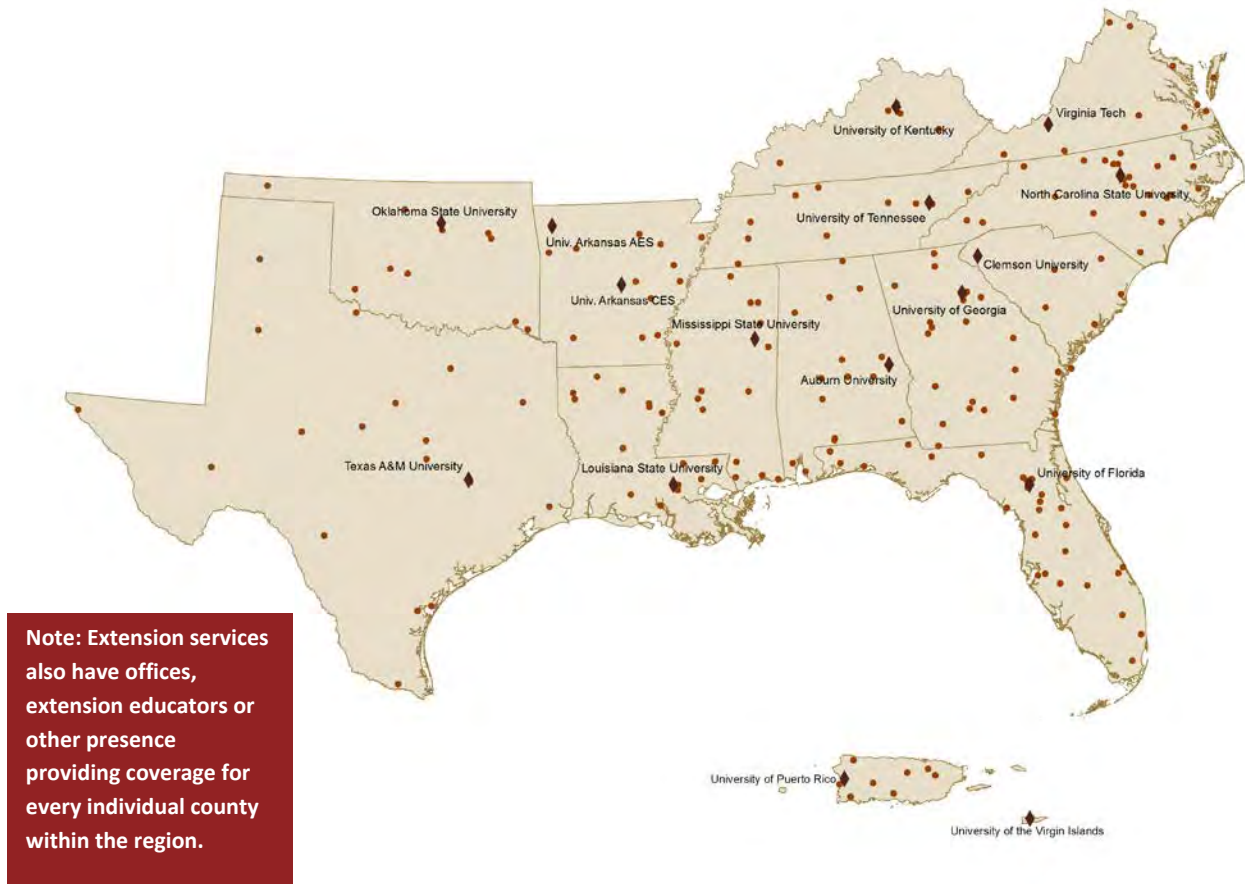 Virginia Tech
University of Kentucky
North Carolina State University
Oklahoma State University
University of Tennessee
Univ. Arkansas AES
Clemson University
Univ. Arkansas CES
University of Georgia
Mississippi State University
Auburn University
Texas A&M University
Louisiana State University
University of Florida
Note: Extension services
also have offices,
extension educators or
other presence
providing coverage for
every individual county
within the region.
University of Puerto Rico
University of the Virgin Islands